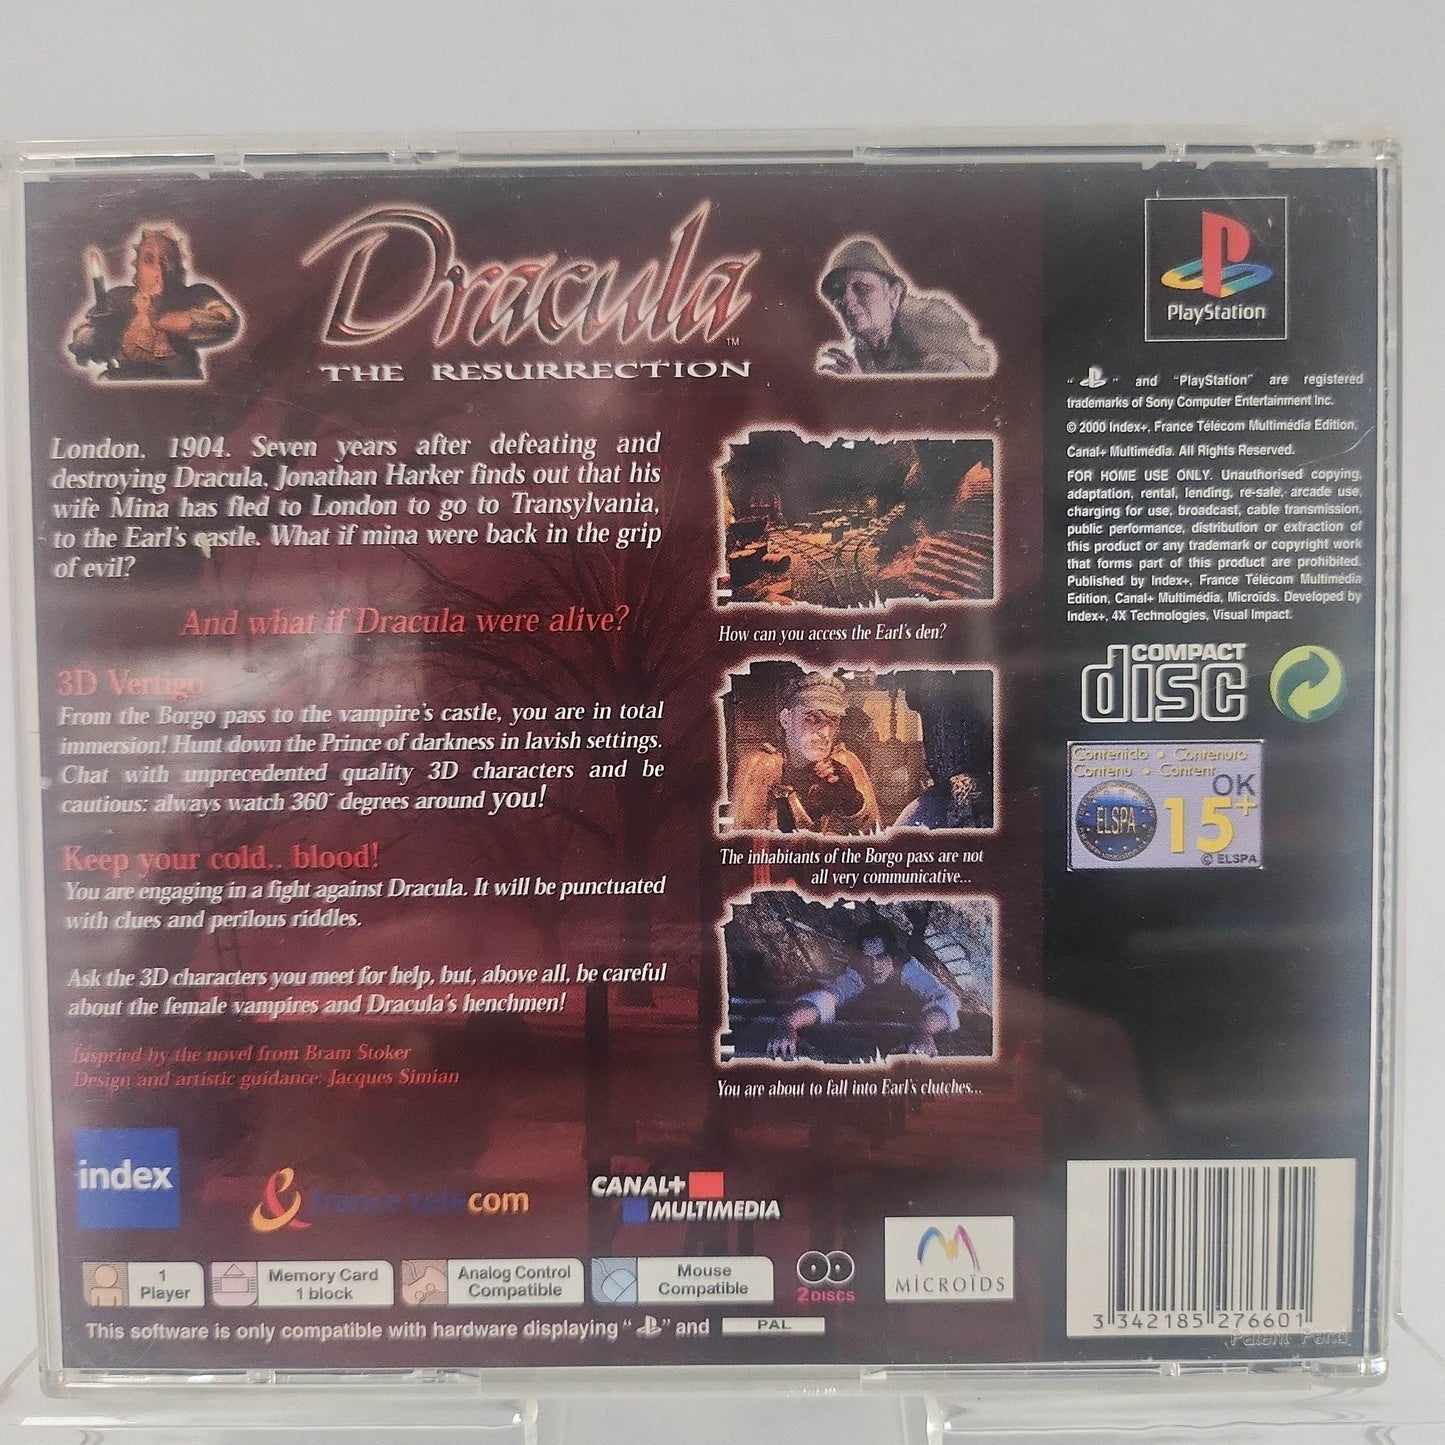 Dracula
TM
THE RESURRECTION
London, 1904. Seven years after defeating and
destroying Dracula, Jonathan Harker finds out that his
wife Mina has fled to London to go to Transylvania,
to the Earl's castle. What if mina were back in the grip
of evil?
And what if Dracula were alive?
3D Vertigo
From the Borgo pass to the vampire's castle, you are in total
immersion! Hunt down the Prince of darkness in lavish settings.
Chat with unprecedented quality 3D characters and be
cautious: always watch 360° degrees around you!
Keep your cold.. blood!
You are engaging in a fight against Dracula. It will be punctuated
with clues and perilous riddles.
Ask the 3D characters you meet for help, but, above all, be careful
about the female vampires and Dracula's henchmen!
Inspried by the novel from Bram Stoker
Design and artistic guidance: Jacques Simian
How can you access the Earl's den?
The inhabitants of the Borgo pass are not
all very communicative...
You are about to fall into Earl's clutches...
PlayStation
" " and "PlayStation" are registered
trademarks of Sony Computer Entertainment Inc.
© 2000 Index+, France Télécom Multimédia Edition,
Canal+ Multimédia. All Rights Reserved.
FOR HOME USE ONLY. Unauthorised copying,
adaptation, rental, lending, re-sale, arcade use,
charging for use, broadcast, cable transmission,
public performance, distribution or extraction of
this product or any trademark or copyright work
that forms part of this product are prohibited.
Published by Index+, France Télécom Multimédia
Edition, Canal+ Multimédia, Microïds. Developed by
Index+, 4X Technologies, Visual Impact.
COMPACT
disc
Contenido • Contenuto
Contenu • Content
OK
ELSPA
15+
© ELSPA
index
france telecom
CANAL+
MULTIMEDIA
MICROÏDS
1
Player
Memory Card
1 block
Analog Control
Compatible
Mouse
Compatible
2 DISCS
This software is only compatible with hardware displaying " " and PAL
3 342185 276601
Patent Pend